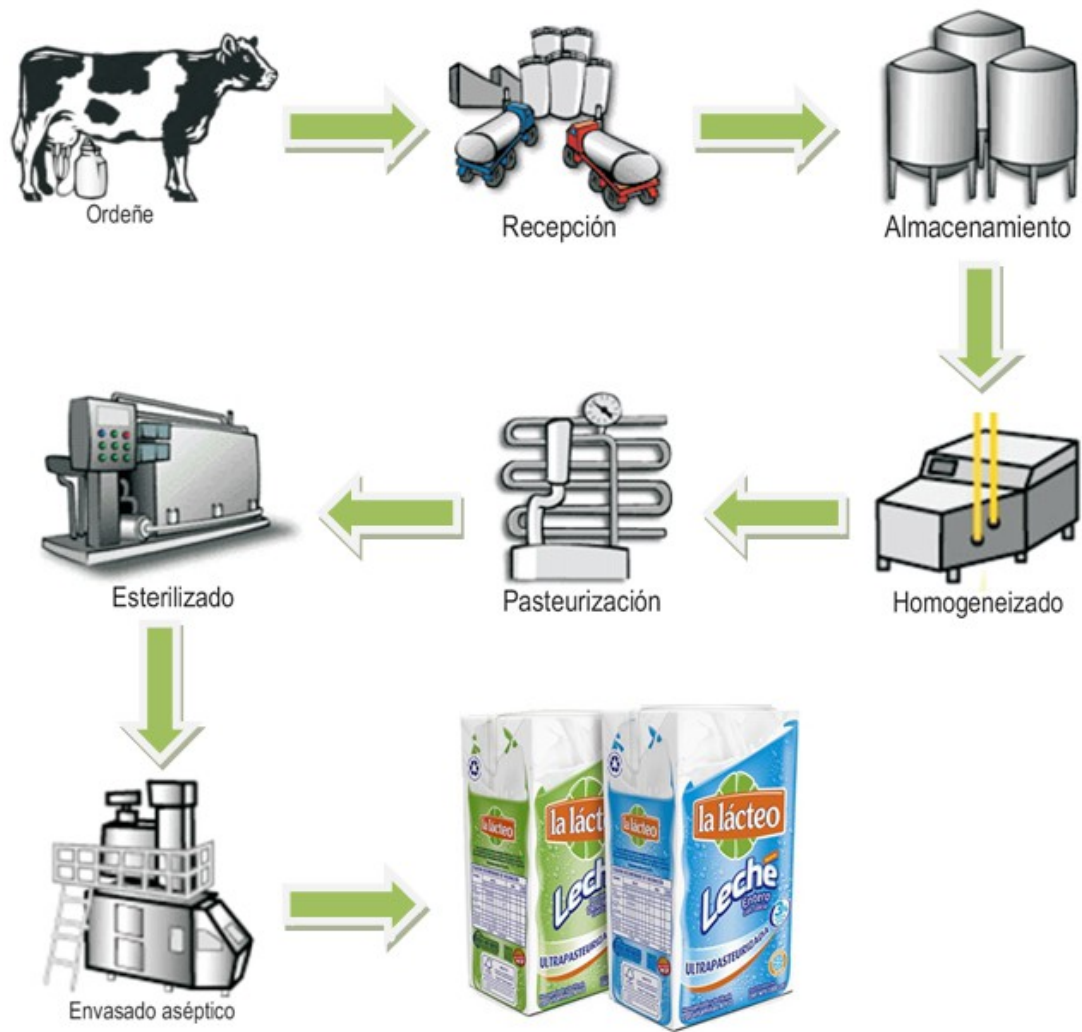 Ordeñe
Recepción
Almacenamiento
Homogeneizado
Pasteurización
Esterilizado
Envasado aséptico
la lácteo
la lácteo
la lácteo
la lácteo
Leche
Leche
Entera
ULTRAPASTEURIZADA
ULTRAPASTEURIZADA